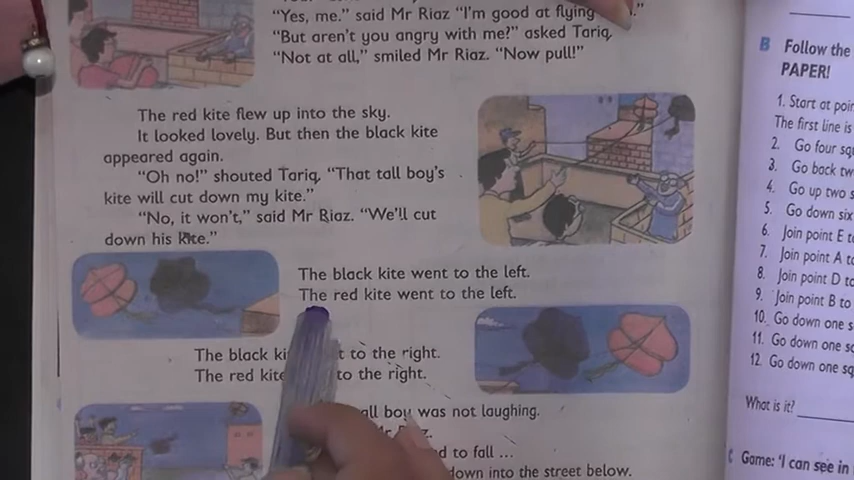 "Yes, me." said Mr Riaz "I'm good at flying
"But aren't you angry with me?" asked Tariq.
"Not at all," smiled Mr Riaz. "Now pull!"
The red kite flew up into the sky.
It looked lovely. But then the black kite
appeared again.
"Oh no!" shouted Tariq, "That tall boy's
kite will cut down my kite."
"No, it won't," said Mr Riaz. "We'll cut
down his kite."
The black kite went to the left.
The red kite went to the left.
The black to the right.
The red kite to the right.
boy was not laughing.
to fall ...
down into the street below.
B Follow the
PAPER!
1. Start at
The first line is
2. Go four
3. Go back
4. Go up two
5. Go down six
6. Join point E
7. Join point A
8. Join point D
9. Join point B to
10. Go down one
11. Go down one
12. Go down one
What is it?
C Game: 'I can see in